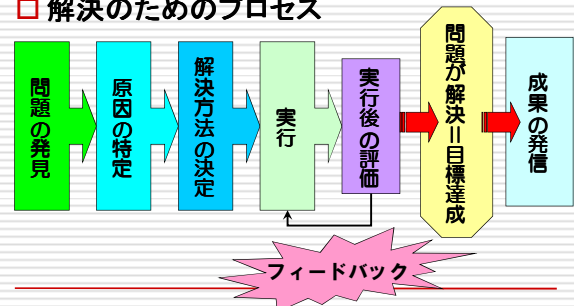 解決のためのプロセス
問題の発見
原因の特定
解決方法の決定
実行
実行後の評価
問題が解決＝目標達成
成果の発信
フィードバック